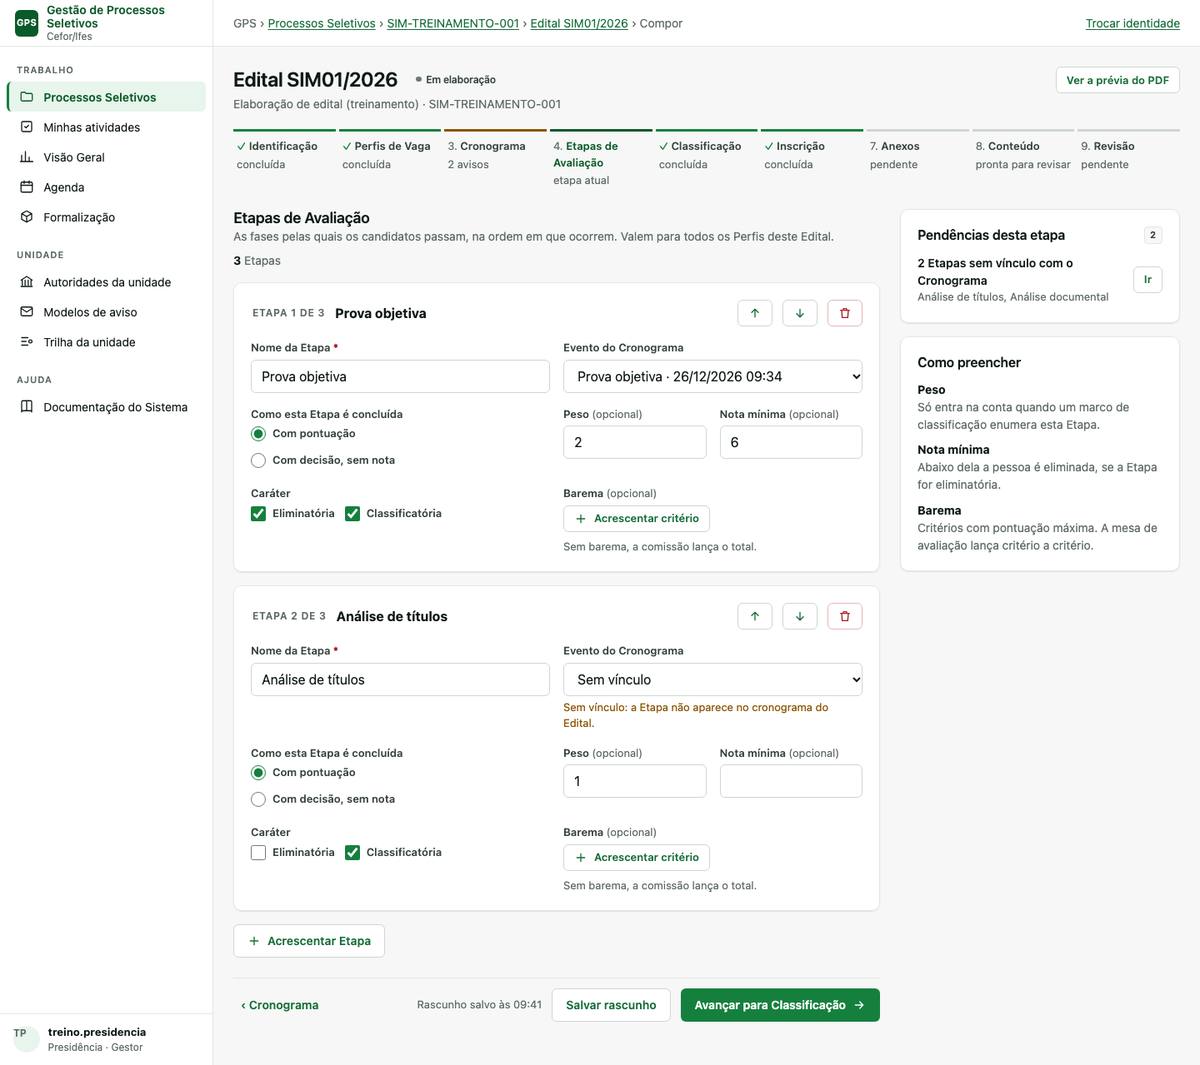 GPS
Gestão de Processos
Seletivos
Cefor/Ifes
GPS › Processos Seletivos › SIM-TREINAMENTO-001 › Edital SIM01/2026 › Compor
Trocar identidade
TRABALHO
Processos Seletivos
Minhas atividades
Visão Geral
Agenda
Formalização
UNIDADE
Autoridades da unidade
Modelos de aviso
Trilha da unidade
AJUDA
Documentação do Sistema
TP
treino.presidencia
Presidência · Gestor
Edital SIM01/2026
Em elaboração
Ver a prévia do PDF
Elaboração de edital (treinamento) · SIM-TREINAMENTO-001
Identificação
concluída
Perfis de Vaga
concluída
3. Cronograma
2 avisos
4. Etapas de
Avaliação
etapa atual
Classificação
concluída
Inscrição
concluída
7. Anexos
pendente
8. Conteúdo
pronta para revisar
9. Revisão
pendente
Etapas de Avaliação
As fases pelas quais os candidatos passam, na ordem em que ocorrem. Valem para todos os Perfis deste Edital.
3 Etapas
ETAPA 1 DE 3 Prova objetiva
Nome da Etapa *
Prova objetiva
Evento do Cronograma
Prova objetiva · 26/12/2026 09:34
Como esta Etapa é concluída
Com pontuação
Com decisão, sem nota
Peso (opcional)
2
Nota mínima (opcional)
6
Caráter
Eliminatória
Classificatória
Barema (opcional)
+ Acrescentar critério
Sem barema, a comissão lança o total.
ETAPA 2 DE 3 Análise de títulos
Nome da Etapa *
Análise de títulos
Evento do Cronograma
Sem vínculo
Sem vínculo: a Etapa não aparece no cronograma do
Edital.
Como esta Etapa é concluída
Com pontuação
Com decisão, sem nota
Peso (opcional)
1
Nota mínima (opcional)
Caráter
Eliminatória
Classificatória
Barema (opcional)
+ Acrescentar critério
Sem barema, a comissão lança o total.
+ Acrescentar Etapa
‹ Cronograma
Rascunho salvo às 09:41
Salvar rascunho
Avançar para Classificação →
Pendências desta etapa
2
2 Etapas sem vínculo com o
Cronograma
Análise de títulos, Análise documental
Ir
Como preencher
Peso
Só entra na conta quando um marco de
classificação enumera esta Etapa.
Nota mínima
Abaixo dela a pessoa é eliminada, se a Etapa
for eliminatória.
Barema
Critérios com pontuação máxima. A mesa de
avaliação lança critério a critério.